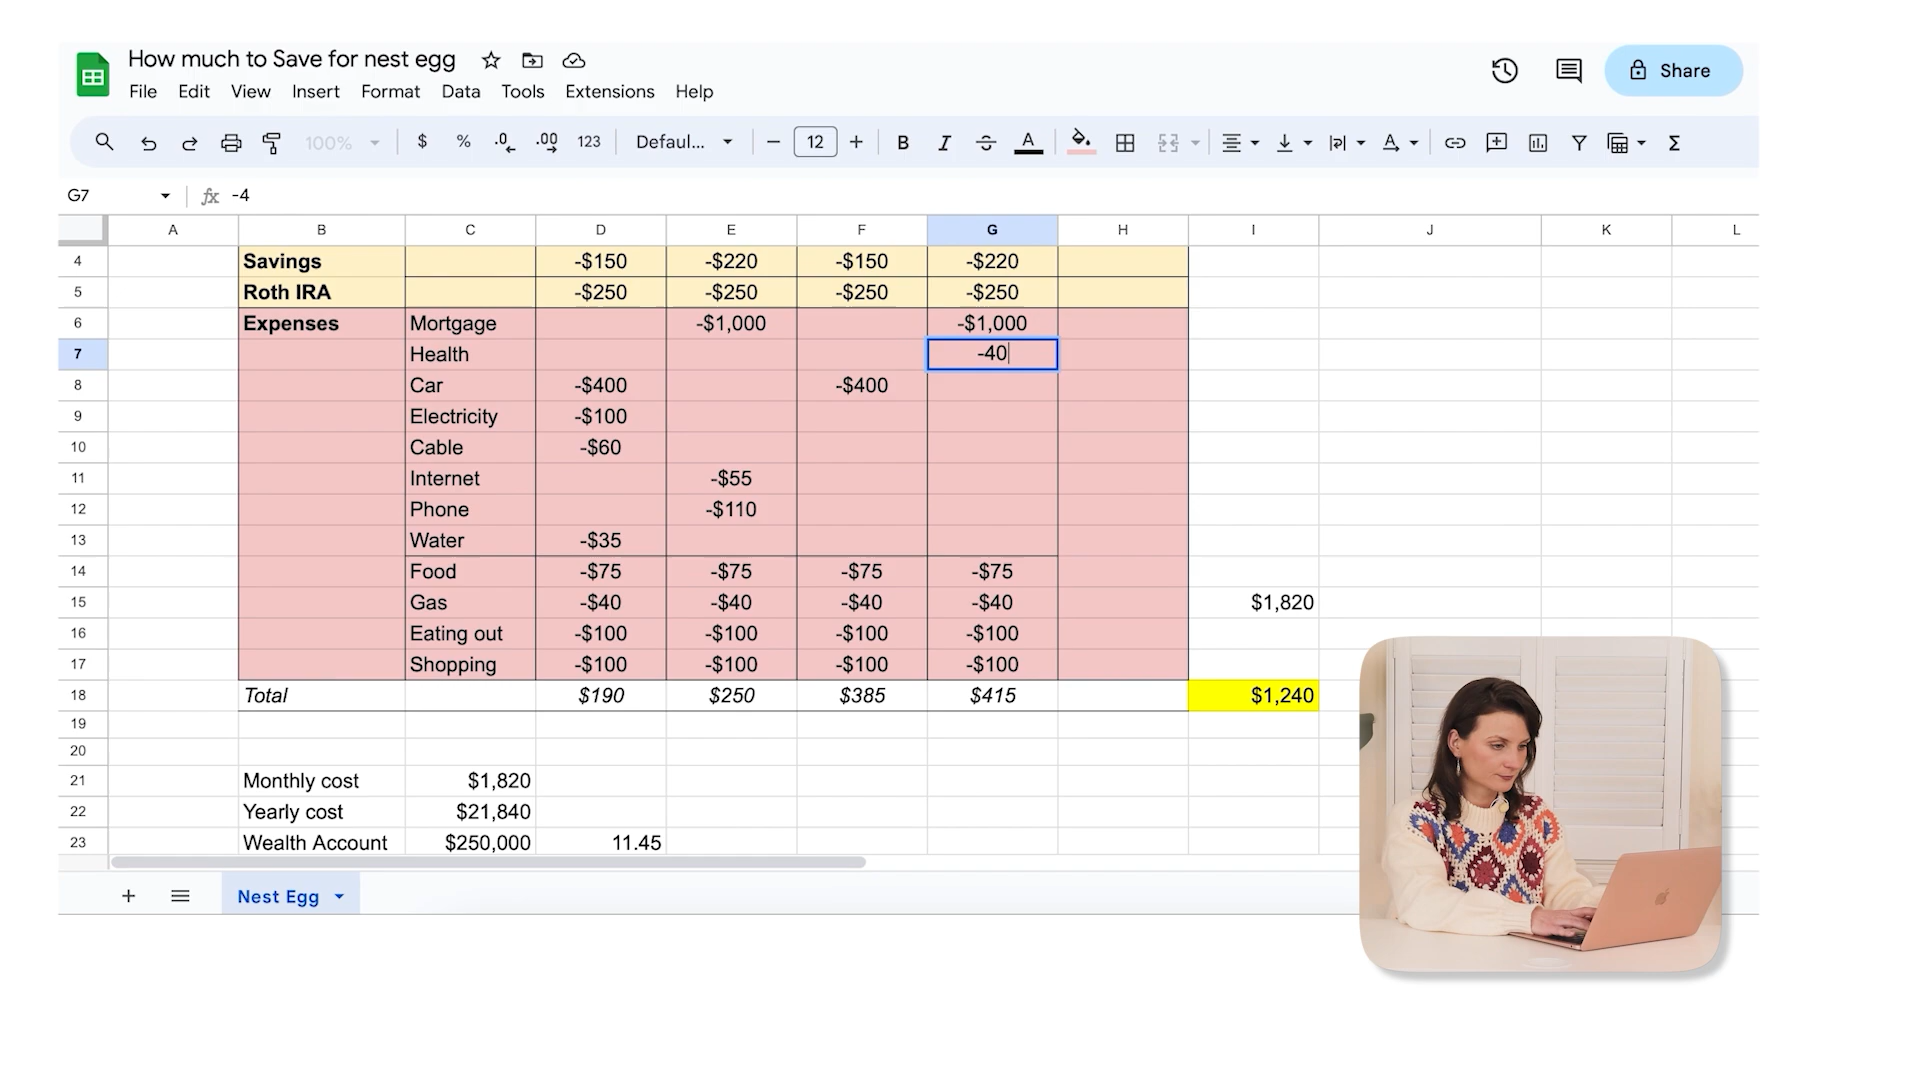 How much to Save for nest egg
File Edit View Insert Format Data Tools Extensions Help
Share
100% $ % .0 .00 123 Defaul... − 12 + B I S A A Σ
G7 fx -4
A B C D E F G H I J K L
4 Savings -$150 -$220 -$150 -$220
5 Roth IRA -$250 -$250 -$250 -$250
6 Expenses Mortgage -$1,000 -$1,000
7 Health -40
8 Car -$400 -$400
9 Electricity -$100
10 Cable -$60
11 Internet -$55
12 Phone -$110
13 Water -$35
14 Food -$75 -$75 -$75 -$75
15 Gas -$40 -$40 -$40 -$40 $1,820
16 Eating out -$100 -$100 -$100 -$100
17 Shopping -$100 -$100 -$100 -$100
18 Total $190 $250 $385 $415 $1,240
19
20
21 Monthly cost $1,820
22 Yearly cost $21,840
23 Wealth Account $250,000 11.45
+ Nest Egg